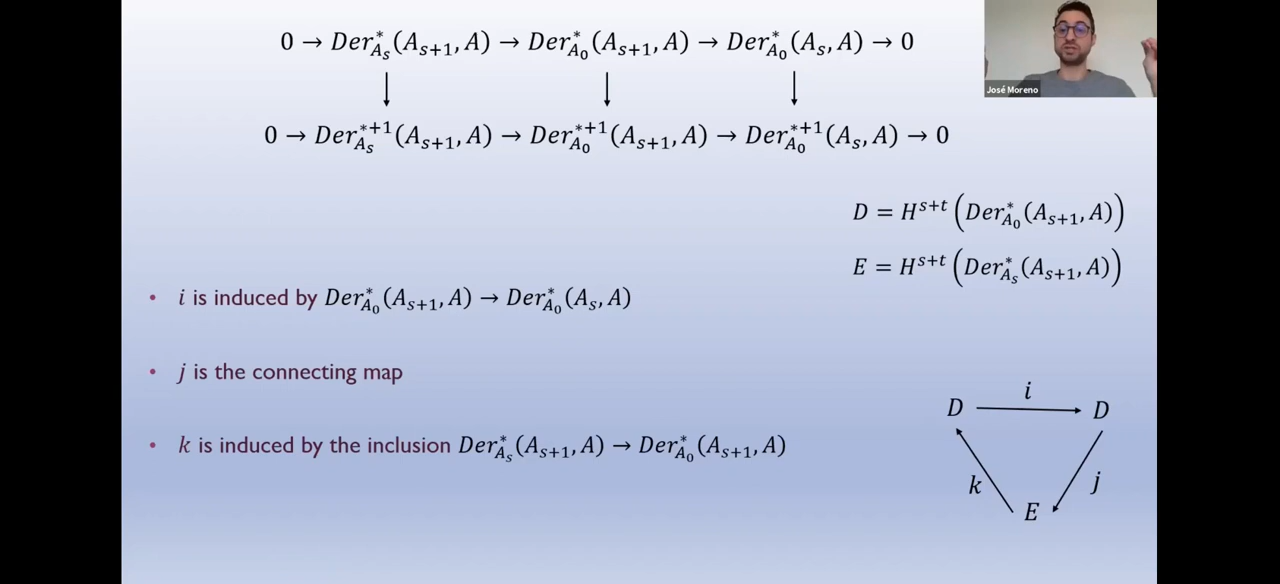 0 → Der*_{A_s}(A_{s+1}, A) → Der*_{A_0}(A_{s+1}, A) → Der*_{A_0}(A_s, A) → 0
José Moreno
0 → Der^{*+1}_{A_s}(A_{s+1}, A) → Der^{*+1}_{A_0}(A_{s+1}, A) → Der^{*+1}_{A_0}(A_s, A) → 0
D = H^{s+t}(Der*_{A_0}(A_{s+1}, A))
E = H^{s+t}(Der*_{A_s}(A_{s+1}, A))
• i is induced by Der*_{A_0}(A_{s+1}, A) → Der*_{A_0}(A_s, A)
• j is the connecting map
• k is induced by the inclusion Der*_{A_s}(A_{s+1}, A) → Der*_{A_0}(A_{s+1}, A)
i
D → D
k j
E